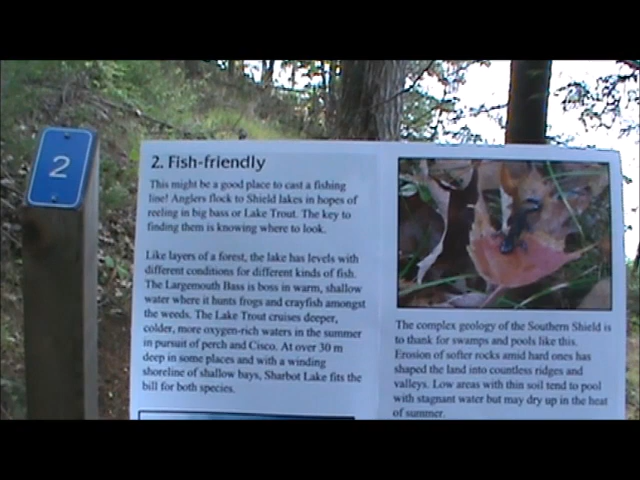 2
2. Fish-friendly
This might be a good place to cast a fishing
line! Anglers flock to Shield lakes in hopes of
reeling in big bass or Lake Trout. The key to
finding them is knowing where to look.
Like layers of a forest, the lake has levels with
different conditions for different kinds of fish.
The Largemouth Bass is boss in warm, shallow
water where it hunts frogs and crayfish amongst
the weeds. The Lake Trout cruises deeper,
colder, more oxygen-rich waters in the summer
in pursuit of perch and Cisco. At over 30 m
deep in some places and with a winding
shoreline of shallow bays, Sharbot Lake fits the
bill for both species.
The complex geology of the Southern Shield is
to thank for swamps and pools like this.
Erosion of softer rocks amid hard ones has
shaped the land into countless ridges and
valleys. Low areas with thin soil tend to pool
with stagnant water but may dry up in the heat
of summer.